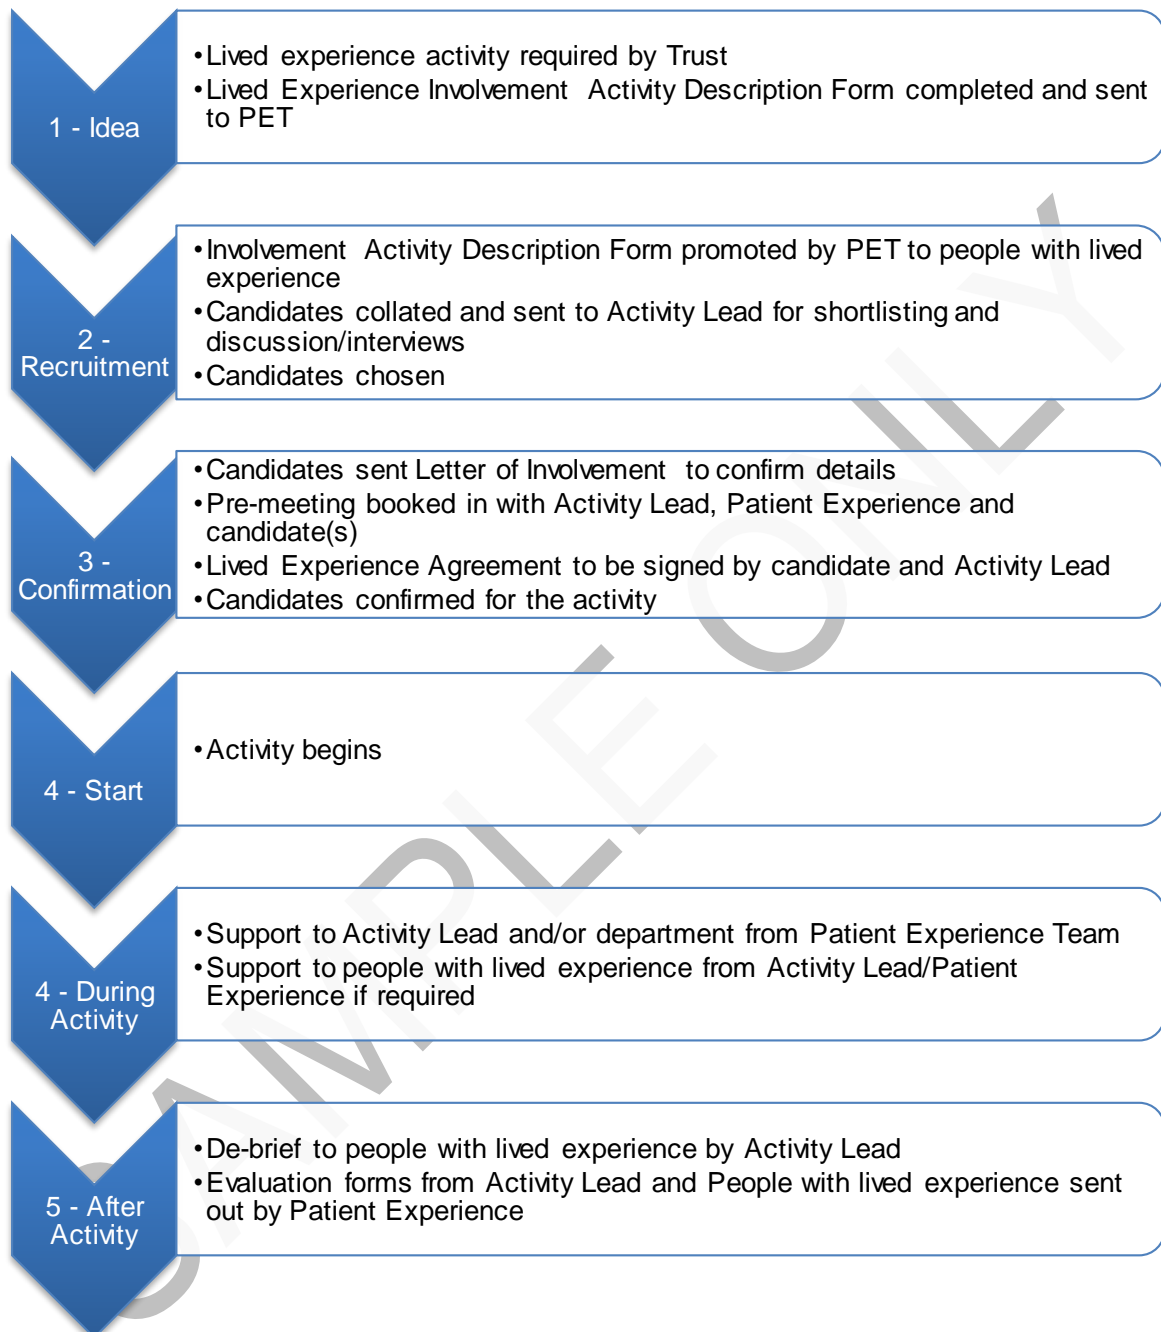 1 - Idea
•Lived experience activity required by Trust
•Lived Experience Involvement Activity Description Form completed and sent
to PET
2 -
Recruitment
•Involvement Activity Description Form promoted by PET to people with lived
experience
•Candidates collated and sent to Activity Lead for shortlisting and
discussion/interviews
•Candidates chosen
3 -
Confirmation
•Candidates sent Letter of Involvement to confirm details
•Pre-meeting booked in with Activity Lead, Patient Experience and
candidate(s)
•Lived Experience Agreement to be signed by candidate and Activity Lead
•Candidates confirmed for the activity
4 - Start
•Activity begins
4 - During
Activity
•Support to Activity Lead and/or department from Patient Experience Team
•Support to people with lived experience from Activity Lead/Patient
Experience if required
5 - After
Activity
•De-brief to people with lived experience by Activity Lead
•Evaluation forms from Activity Lead and People with lived experience sent
out by Patient Experience
SAMPLE ONLY